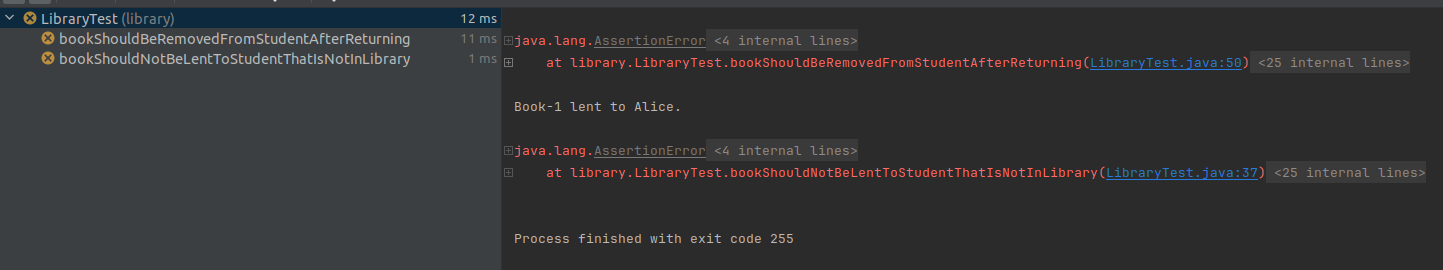 LibraryTest (library) 12 ms
bookShouldBeRemovedFromStudentAfterReturning 11 ms
bookShouldNotBeLentToStudentThatIsNotInLibrary 1 ms
java.lang.AssertionError <4 internal lines>
at library.LibraryTest.bookShouldBeRemovedFromStudentAfterReturning(LibraryTest.java:50) <25 internal lines>
Book-1 lent to Alice.
java.lang.AssertionError <4 internal lines>
at library.LibraryTest.bookShouldNotBeLentToStudentThatIsNotInLibrary(LibraryTest.java:37) <25 internal lines>
Process finished with exit code 255